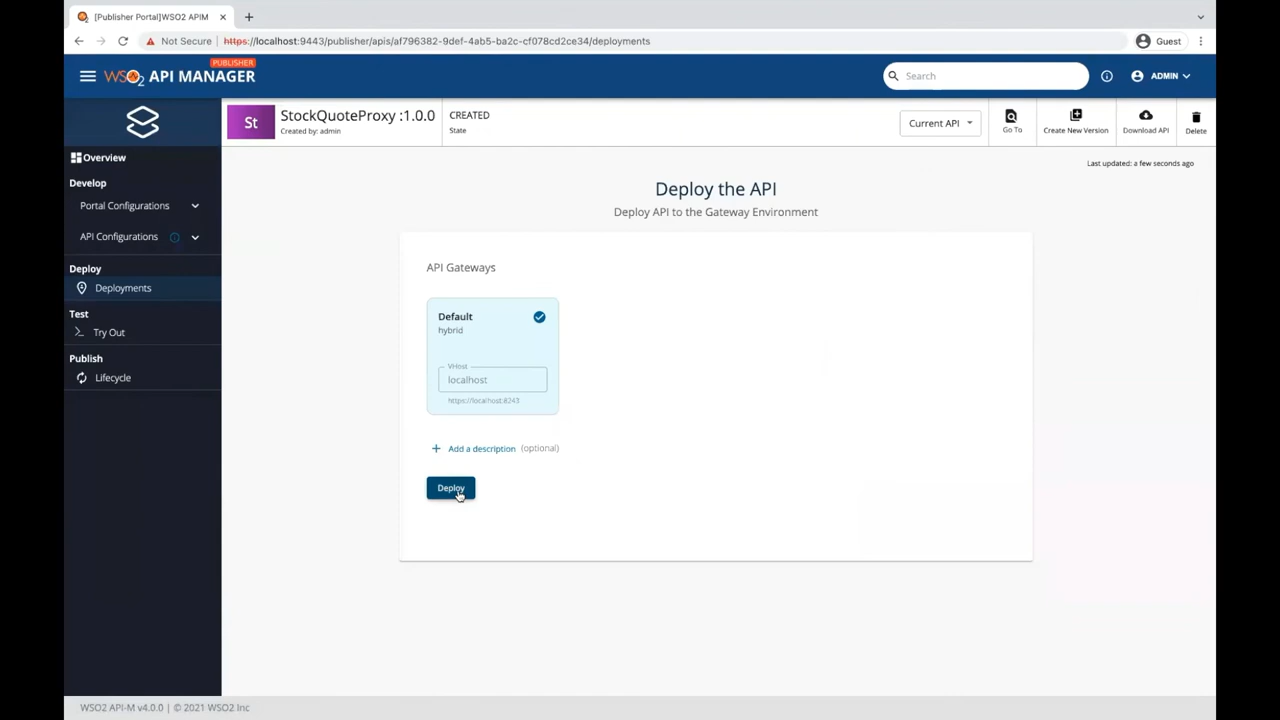 [Publisher Portal]WSO2 APIM
Not Secure
https://localhost:9443/publisher/apis/af796382-9def-4ab5-ba2c-cf078cd2ce34/deployments
Guest
WSO2 API MANAGER
PUBLISHER
Search
ADMIN
St
StockQuoteProxy :1.0.0
Created by: admin
CREATED
State
Current API
Go To
Create New Version
Download API
Delete
Overview
Develop
Portal Configurations
API Configurations
Deploy
Deployments
Test
Try Out
Publish
Lifecycle
Last updated: a few seconds ago
Deploy the API
Deploy API to the Gateway Environment
API Gateways
Default
hybrid
VHost
localhost
https://localhost:8243
Add a description (optional)
Deploy
WSO2 API-M v4.0.0 | © 2021 WSO2 Inc